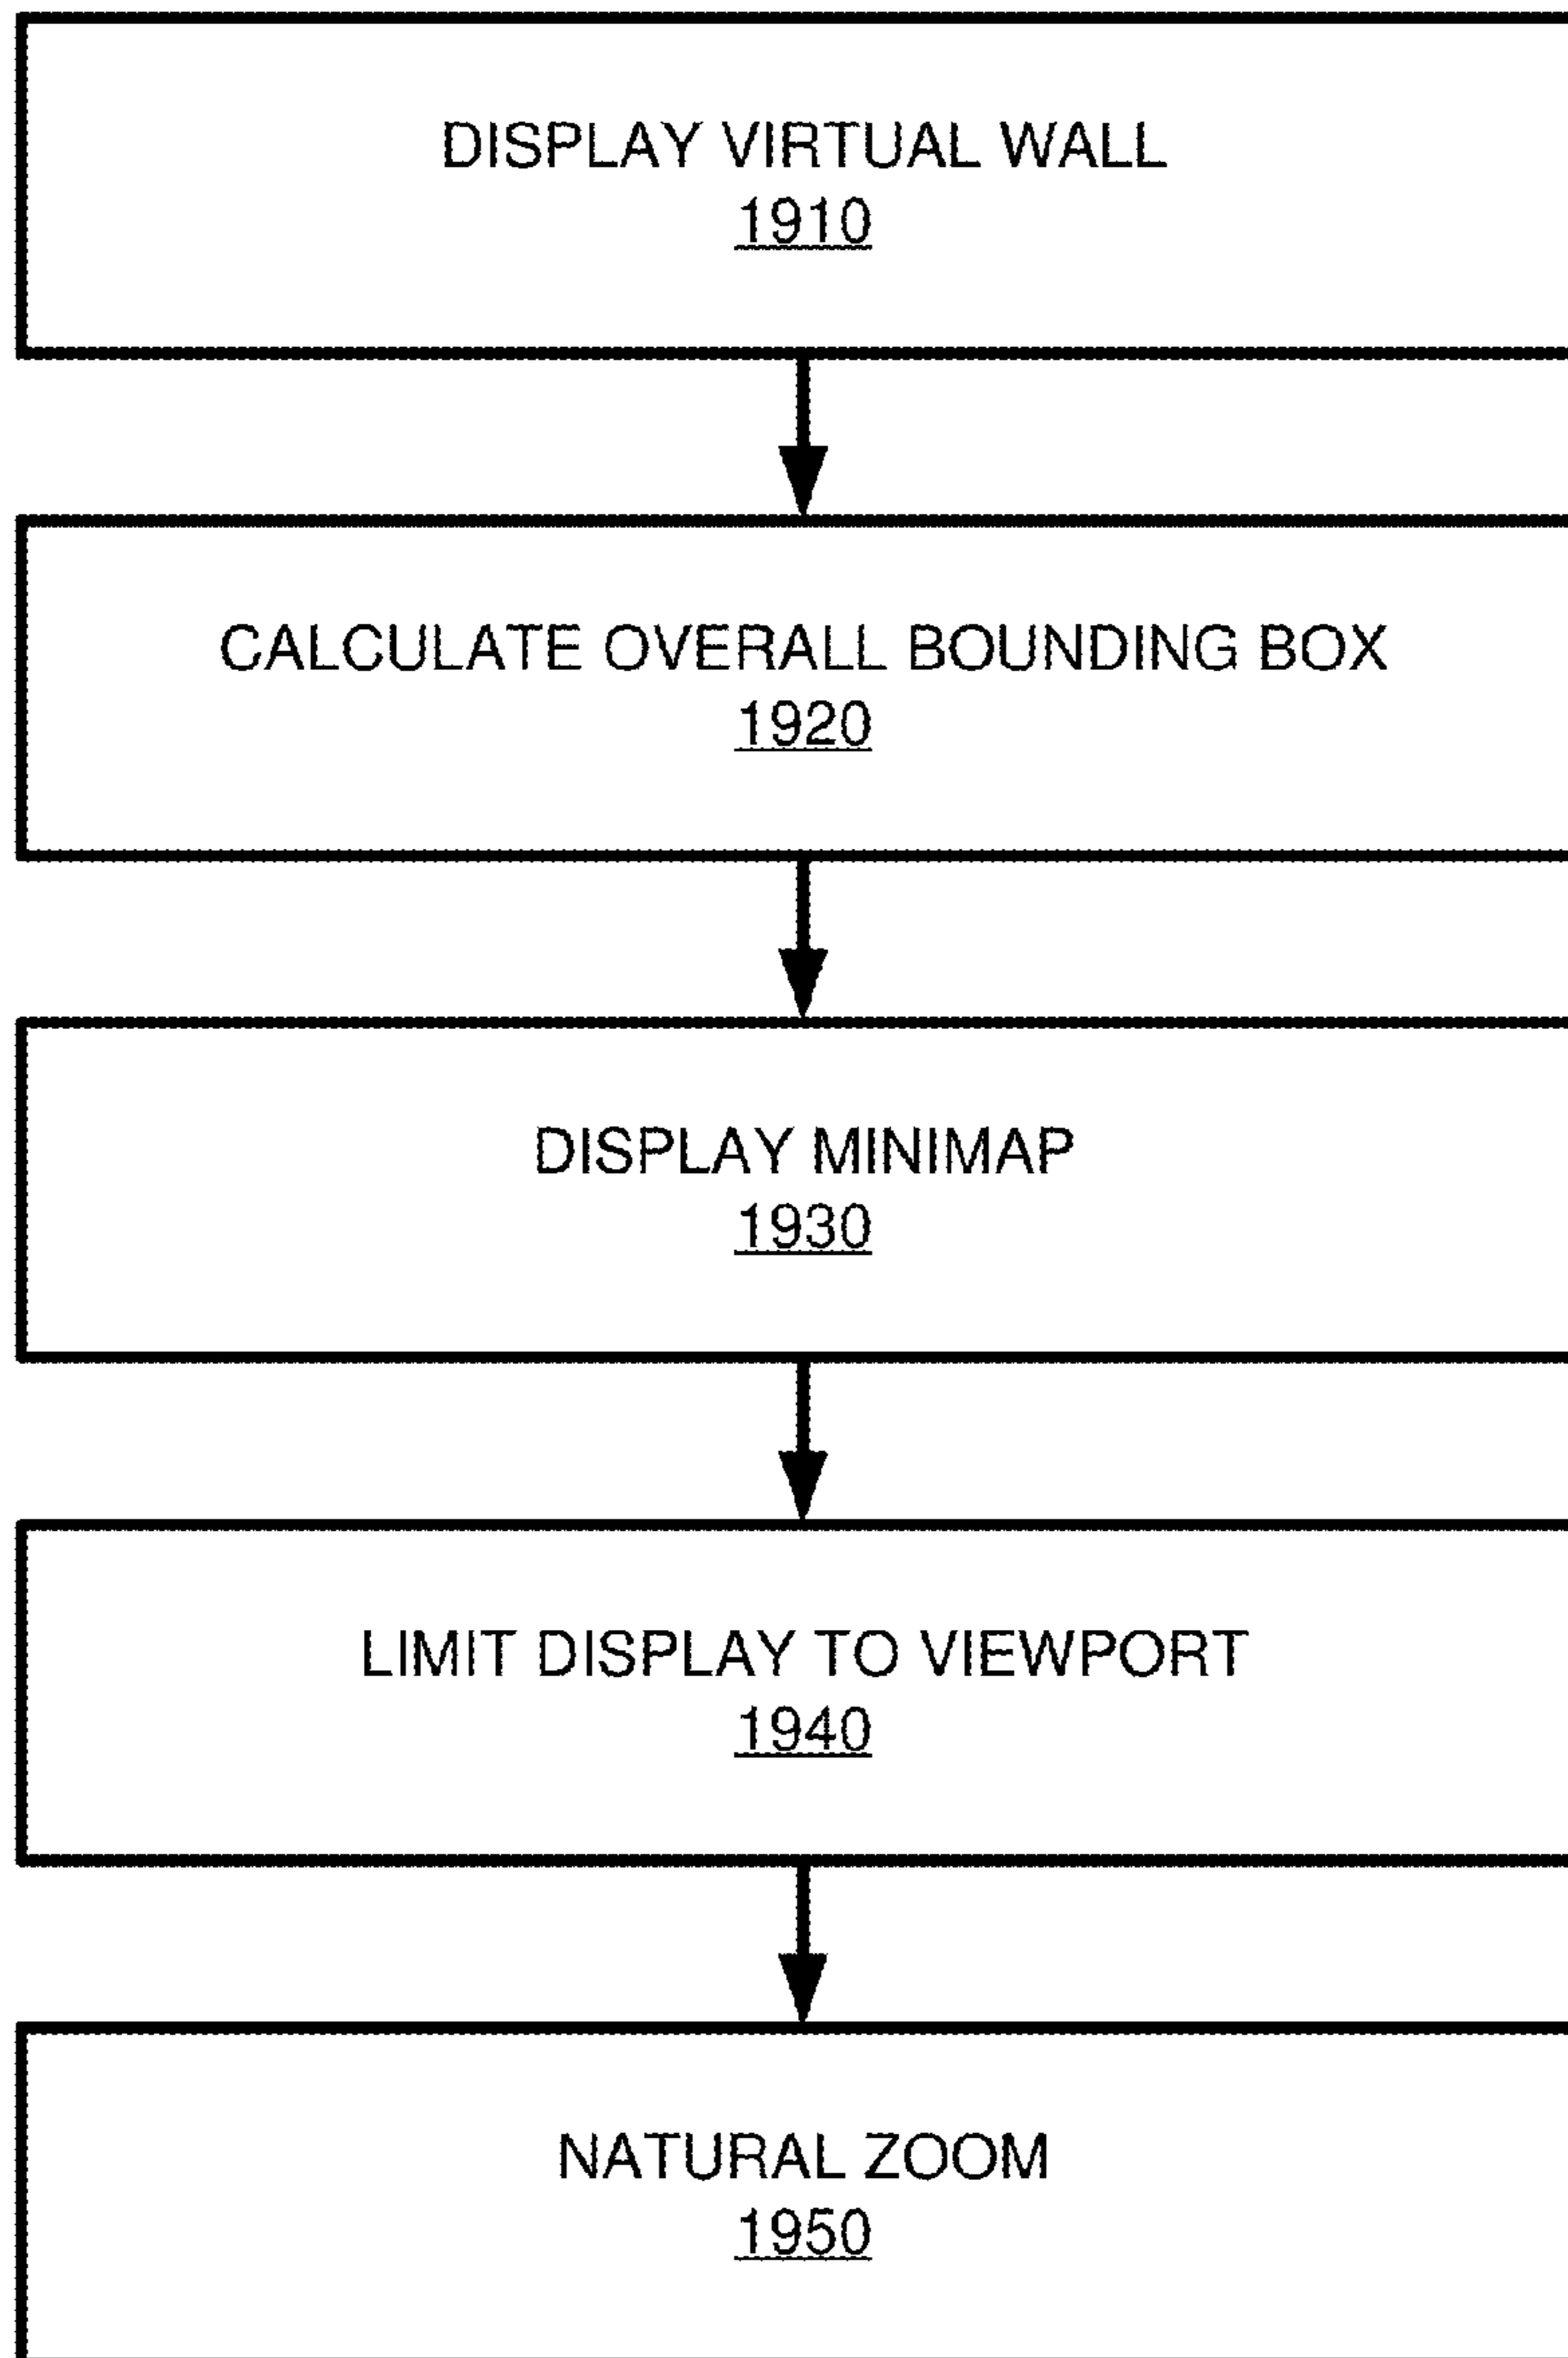 DISPLAY VIRTUAL WALL
1910
CALCULATE OVERALL BOUNDING BOX
1920
DISPLAY MINIMAP
1930
LIMIT DISPLAY TO VIEWPORT
1940
NATURAL ZOOM
1950